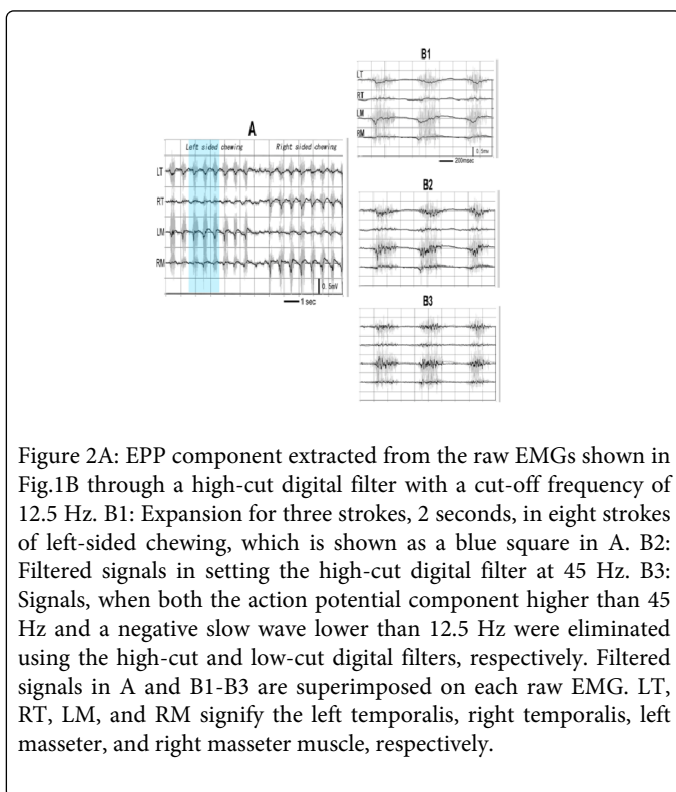 B1
LT
RT
LM
RM
0.5mv
200msec
A
Left sided chewing Right sided chewing
LT
RT
LM
RM
0.5mV
1 sec
B2
B3
Figure 2A: EPP component extracted from the raw EMGs shown in
Fig.1B through a high-cut digital filter with a cut-off frequency of
12.5 Hz. B1: Expansion for three strokes, 2 seconds, in eight strokes
of left-sided chewing, which is shown as a blue square in A. B2:
Filtered signals in setting the high-cut digital filter at 45 Hz. B3:
Signals, when both the action potential component higher than 45
Hz and a negative slow wave lower than 12.5 Hz were eliminated
using the high-cut and low-cut digital filters, respectively. Filtered
signals in A and B1-B3 are superimposed on each raw EMG. LT,
RT, LM, and RM signify the left temporalis, right temporalis, left
masseter, and right masseter muscle, respectively.